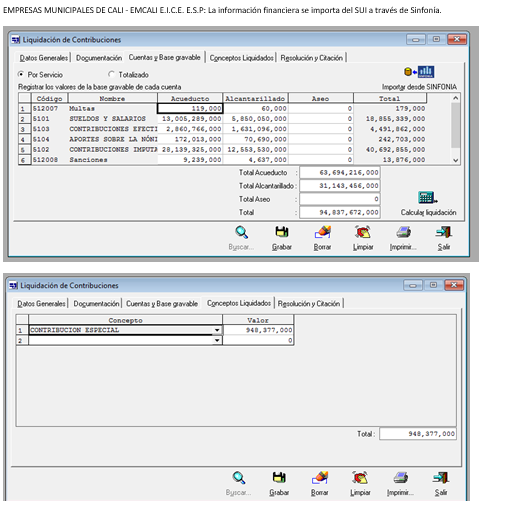 EMPRESAS MUNICIPALES DE CALI - EMCALI E.I.C.E. E.S.P: La información financiera se importa del SUI a través de Sinfonia.
Liquidación de Contribuciones
Datos Generales Documentación Cuentas y Base gravable Conceptos Liquidados Resolución y Citación
Por Servicio Totalizado
Registrar los valores de la base gravable de cada cuenta Importar desde SINFONIA
Código Nombre Acueducto Alcantarillado Aseo Total
1 512007 Multas 119,000 60,000 0 179,000
2 5101 SUELDOS Y SALARIOS 13,005,289,000 5,850,050,000 0 18,855,339,000
3 5103 CONTRIBUCIONES EFECTI 2,860,766,000 1,631,096,000 0 4,491,862,000
4 5104 APORTES SOBRE LA NÓMI 172,013,000 70,690,000 0 242,703,000
5 5102 CONTRIBUCIONES IMPUTA 28,139,325,000 12,553,530,000 0 40,692,855,000
6 512008 Sanciones 9,239,000 4,637,000 0 13,876,000
Total Acueducto : 63,694,216,000
Total Alcantarillado : 31,143,456,000
Total Aseo : 0
Total : 94,837,672,000 Calcular liquidación
Buscar... Grabar Borrar Limpiar Imprimir... Salir
Liquidación de Contribuciones
Datos Generales Documentación Cuentas y Base gravable Conceptos Liquidados Resolución y Citación
Concepto Valor
1 CONTRIBUCION ESPECIAL 948,377,000
2 0
Total : 948,377,000
Buscar... Grabar Borrar Limpiar Imprimir... Salir